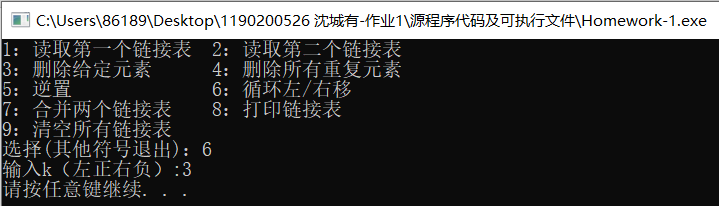 C:\Users\86189\Desktop\1190200526 沈城有-作业1\源程序代码及可执行文件\Homework-1.exe
1: 读取第一个链接表 2: 读取第二个链接表
3: 删除给定元素 4: 删除所有重复元素
5: 逆置 6: 循环左/右移
7: 合并两个链接表 8: 打印链接表
9: 清空所有链接表
选择(其他符号退出): 6
输入k（左正右负）:3
请按任意键继续. . .